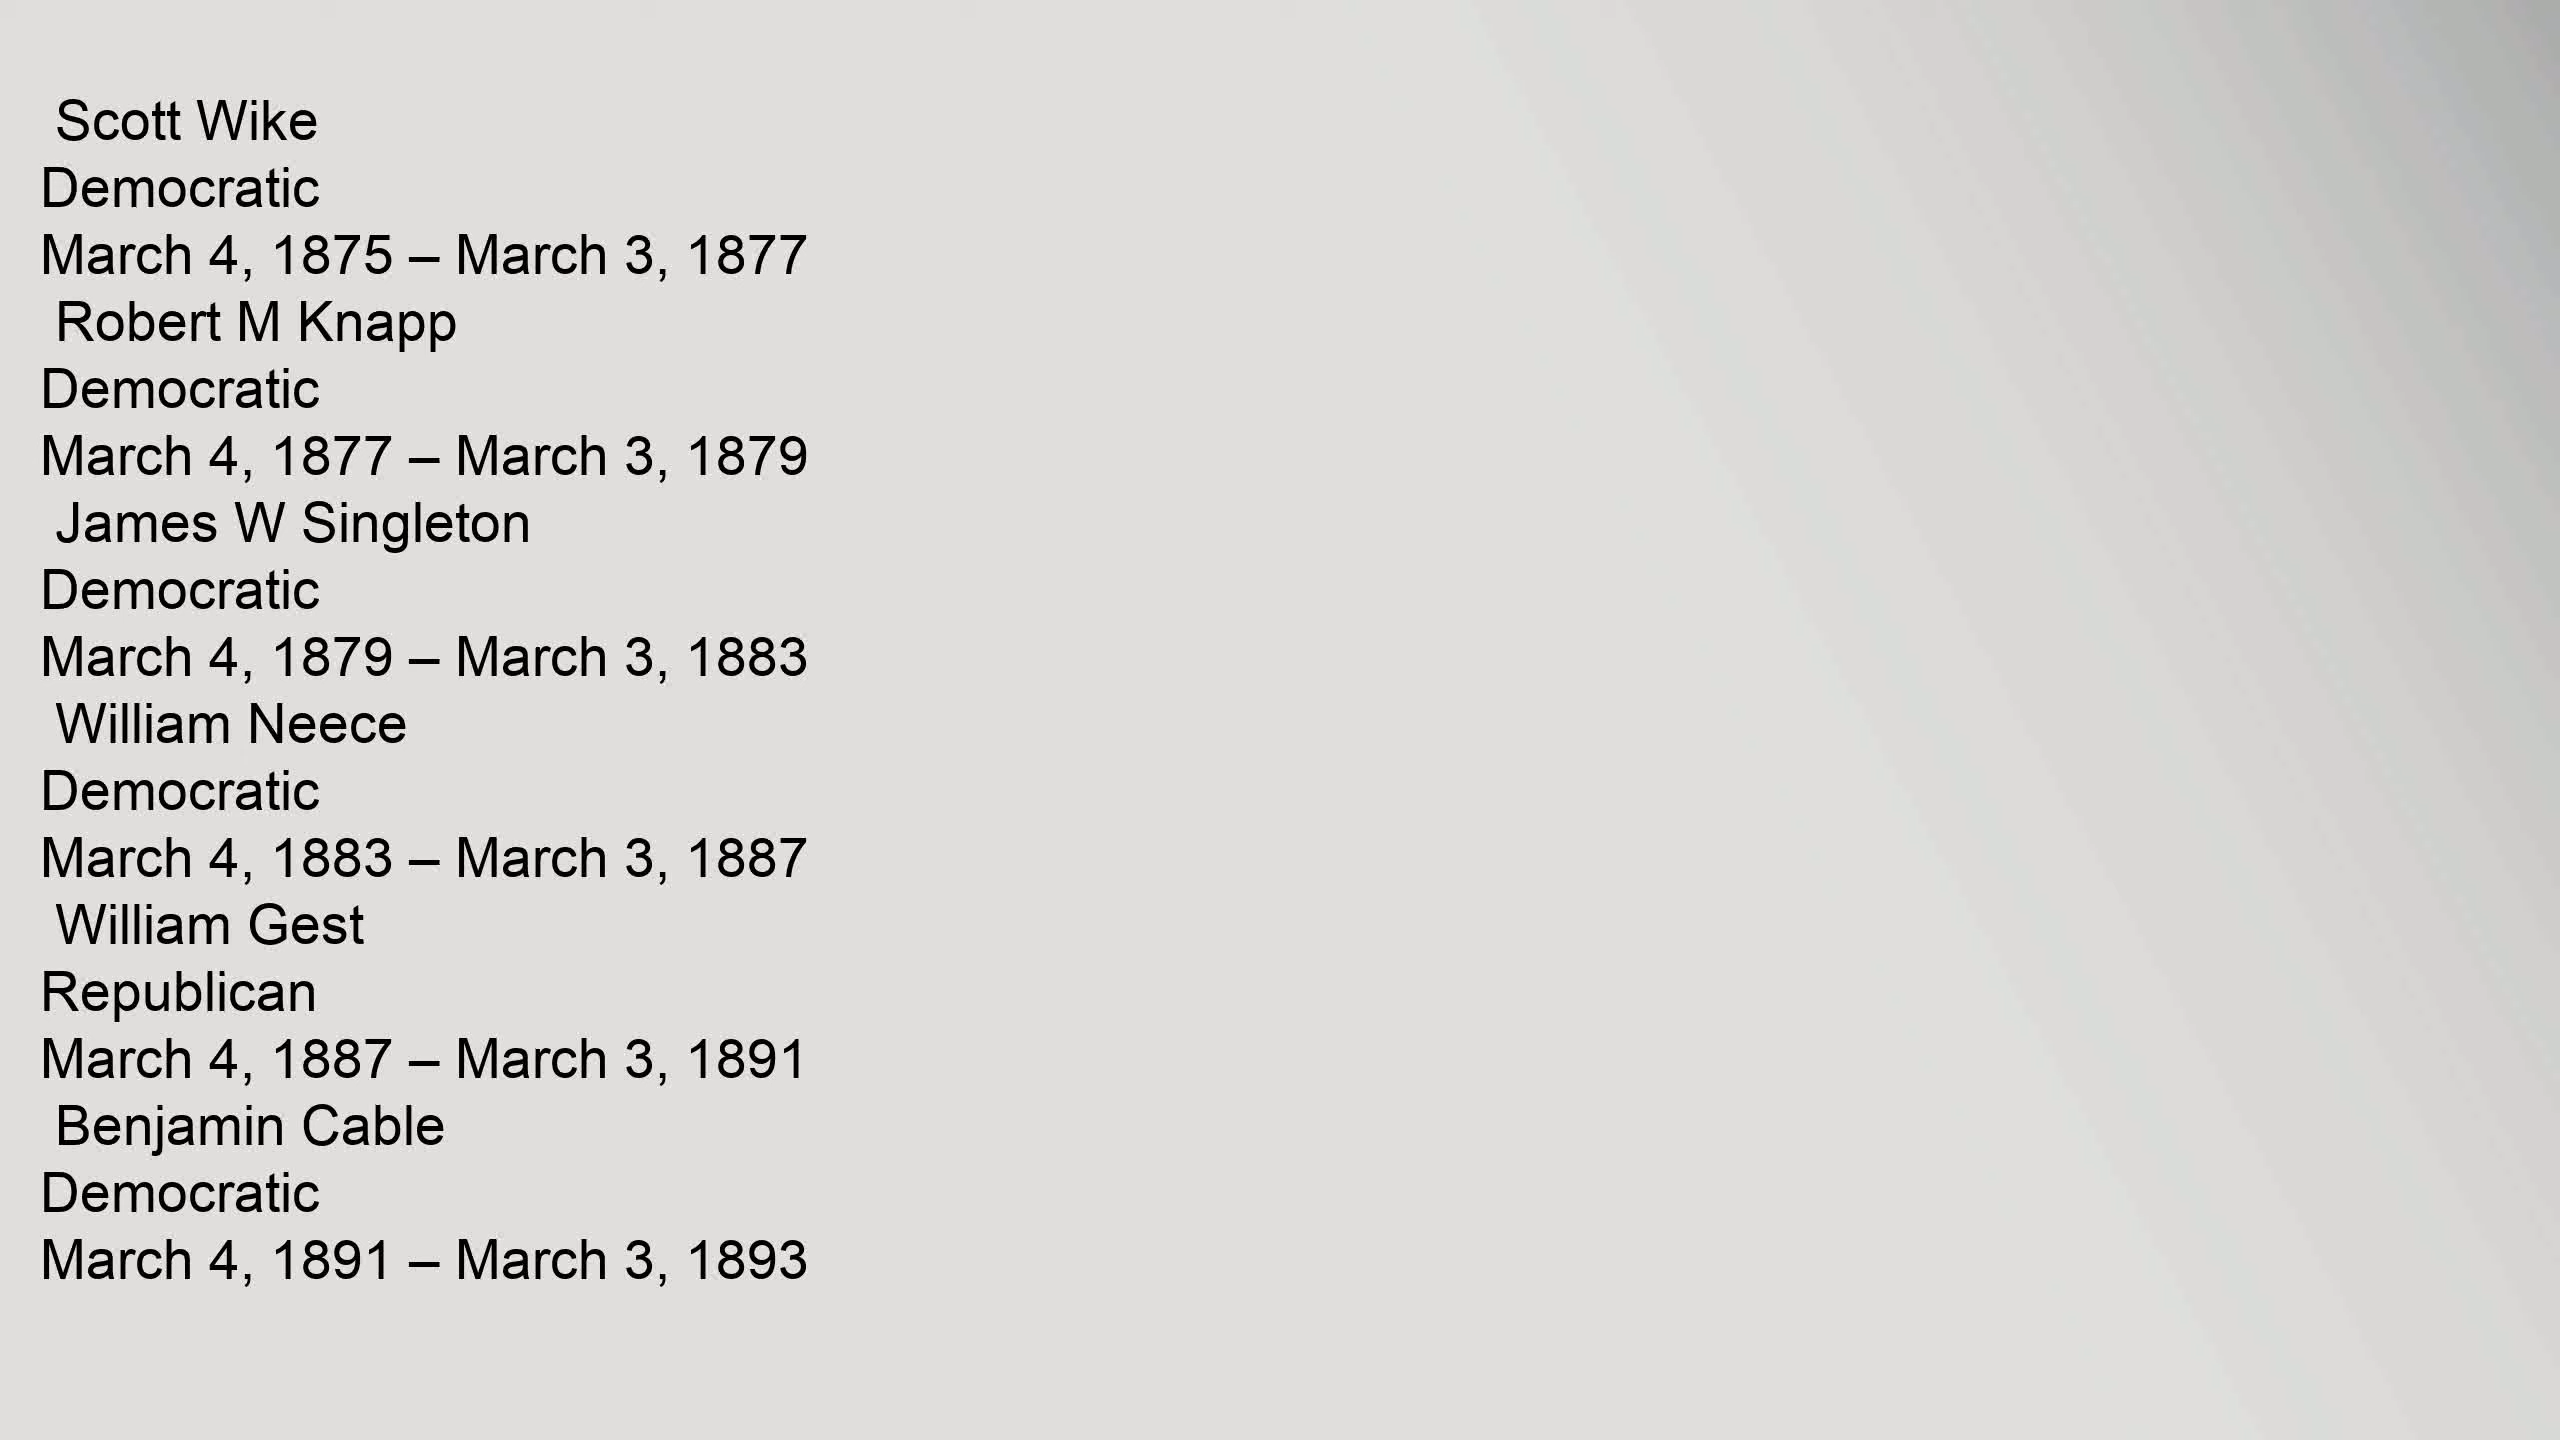 Scott Wike
Democratic
March 4, 1875 – March 3, 1877
Robert M Knapp
Democratic
March 4, 1877 – March 3, 1879
James W Singleton
Democratic
March 4, 1879 – March 3, 1883
William Neece
Democratic
March 4, 1883 – March 3, 1887
William Gest
Republican
March 4, 1887 – March 3, 1891
Benjamin Cable
Democratic
March 4, 1891 – March 3, 1893